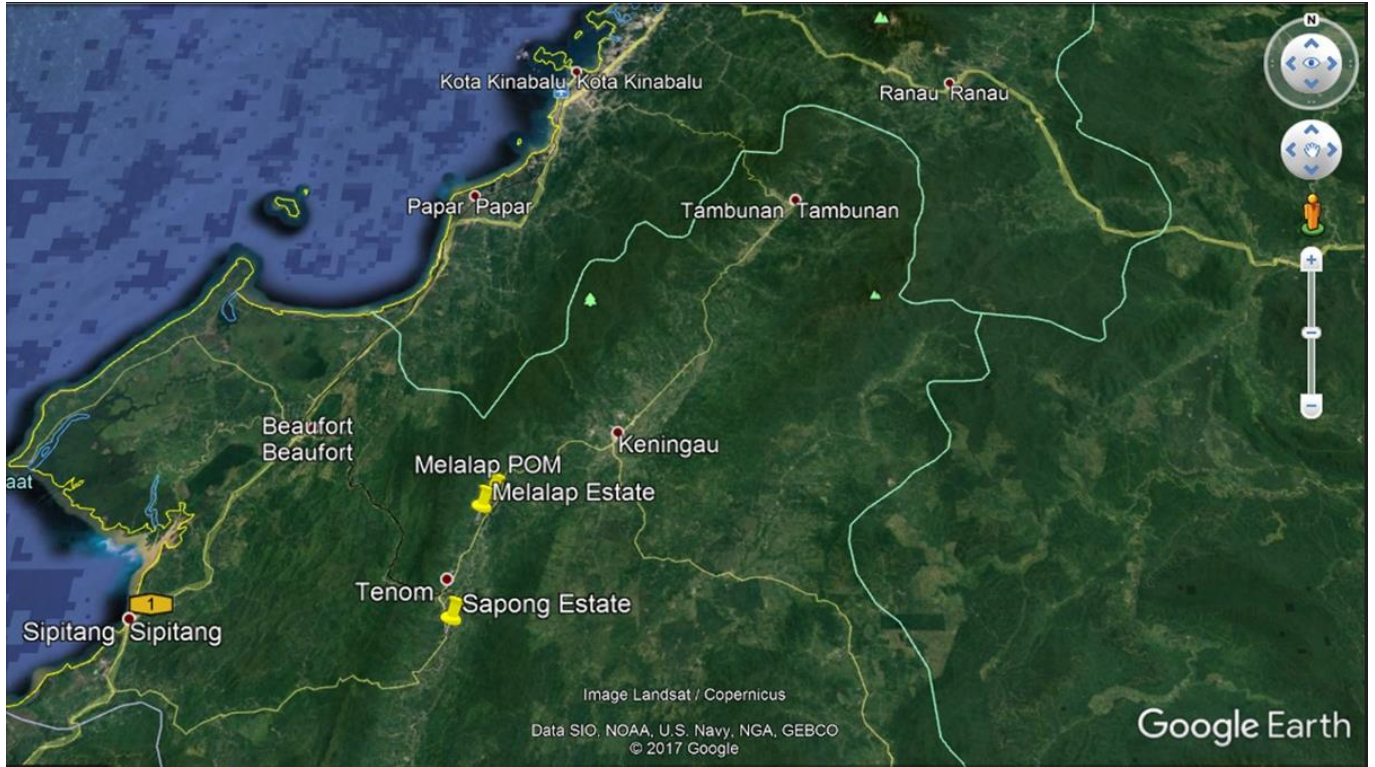 N
Kota Kinabalu Kota Kinabalu
Ranau Ranau
Papar Papar
Tambunan Tambunan
Beaufort
Beaufort
Keningau
Melalap POM
Melalap Estate
aat
Tenom
Sapong Estate
1
Sipitang Sipitang
Image Landsat / Copernicus
Data SIO, NOAA, U.S. Navy, NGA, GEBCO
© 2017 Google
Google Earth